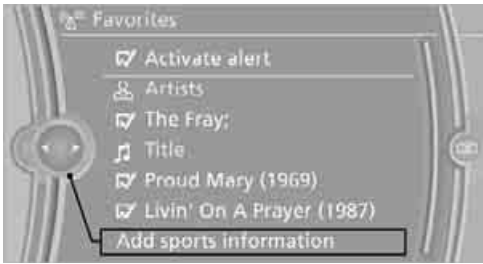 Favorites
Activate alert
Artists
The Fray;
Title
Proud Mary (1969)
Livin' On A Prayer (1987)
Add sports information